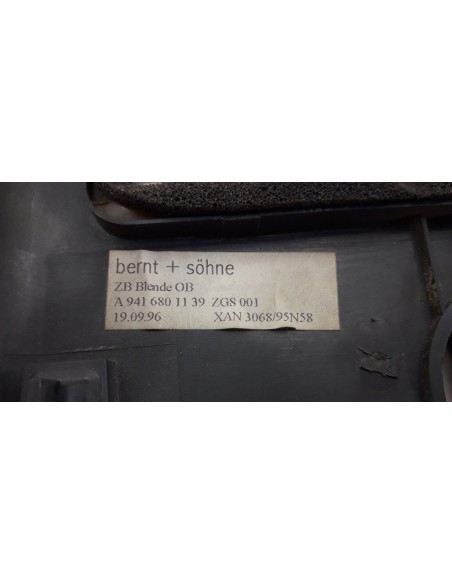 bernt + söhne
ZB Blende OB
A 941 680 11 39 ZGS 001
19.09.96 XAN 3068/95N58